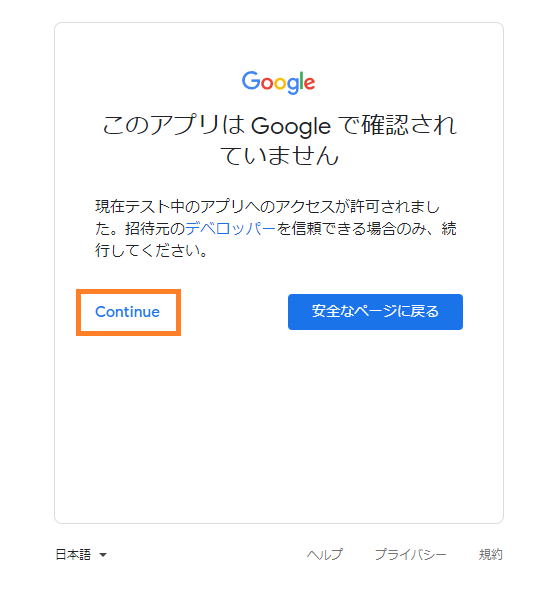 Google
このアプリは Google で確認され
ていません
現在テスト中のアプリへのアクセスが許可されまし
た。招待元のデベロッパーを信頼できる場合のみ、続
行してください。
Continue
安全なページに戻る
日本語
ヘルプ
プライバシー
規約